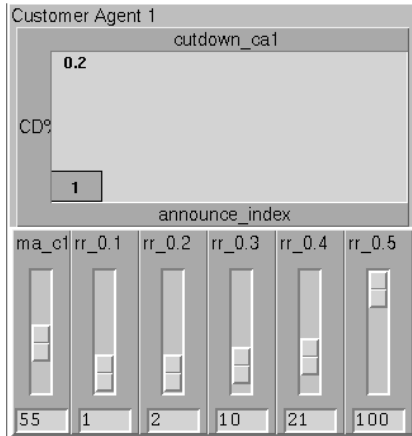 Customer Agent 1
cutdown_ca1
0.2
CD%
1
announce_index
ma_c1 rr_0.1 rr_0.2 rr_0.3 rr_0.4 rr_0.5
55 1 2 10 21 100